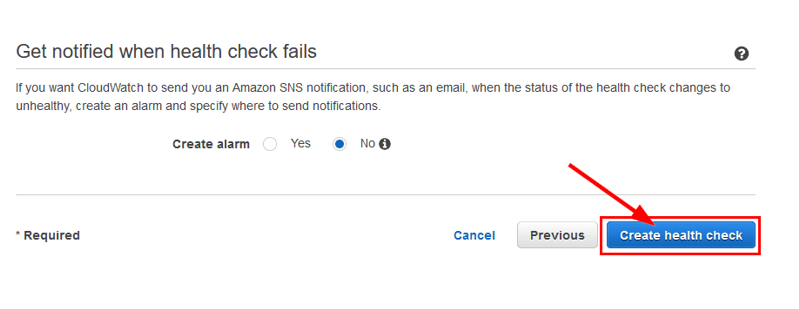 Get notified when health check fails
If you want CloudWatch to send you an Amazon SNS notification, such as an email, when the status of the health check changes to
unhealthy, create an alarm and specify where to send notifications.
Create alarm Yes No
* Required Cancel Previous Create health check